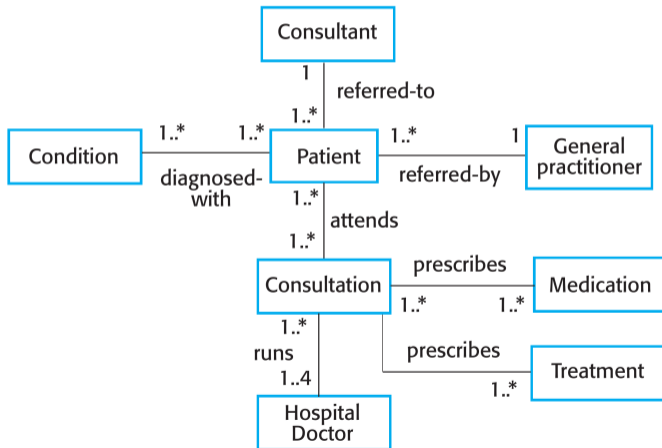 Consultant
1
referred-to
1..*
1..*
1..*
1..*
1
Condition
Patient
General
practitioner
diagnosed-
with
referred-by
1..*
attends
1..*
Consultation
prescribes
Medication
1..*
1..*
1..*
runs
prescribes
Treatment
1..4
1..*
Hospital
Doctor